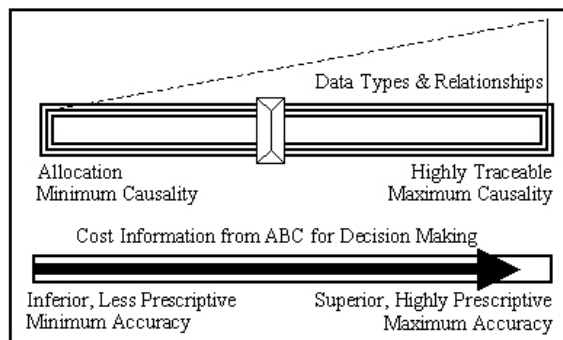 Data Types & Relationships
Allocation
Minimum Causality
Highly Traceable
Maximum Causality
Cost Information from ABC for Decision Making
Inferior, Less Prescriptive
Minimum Accuracy
Superior, Highly Prescriptive
Maximum Accuracy